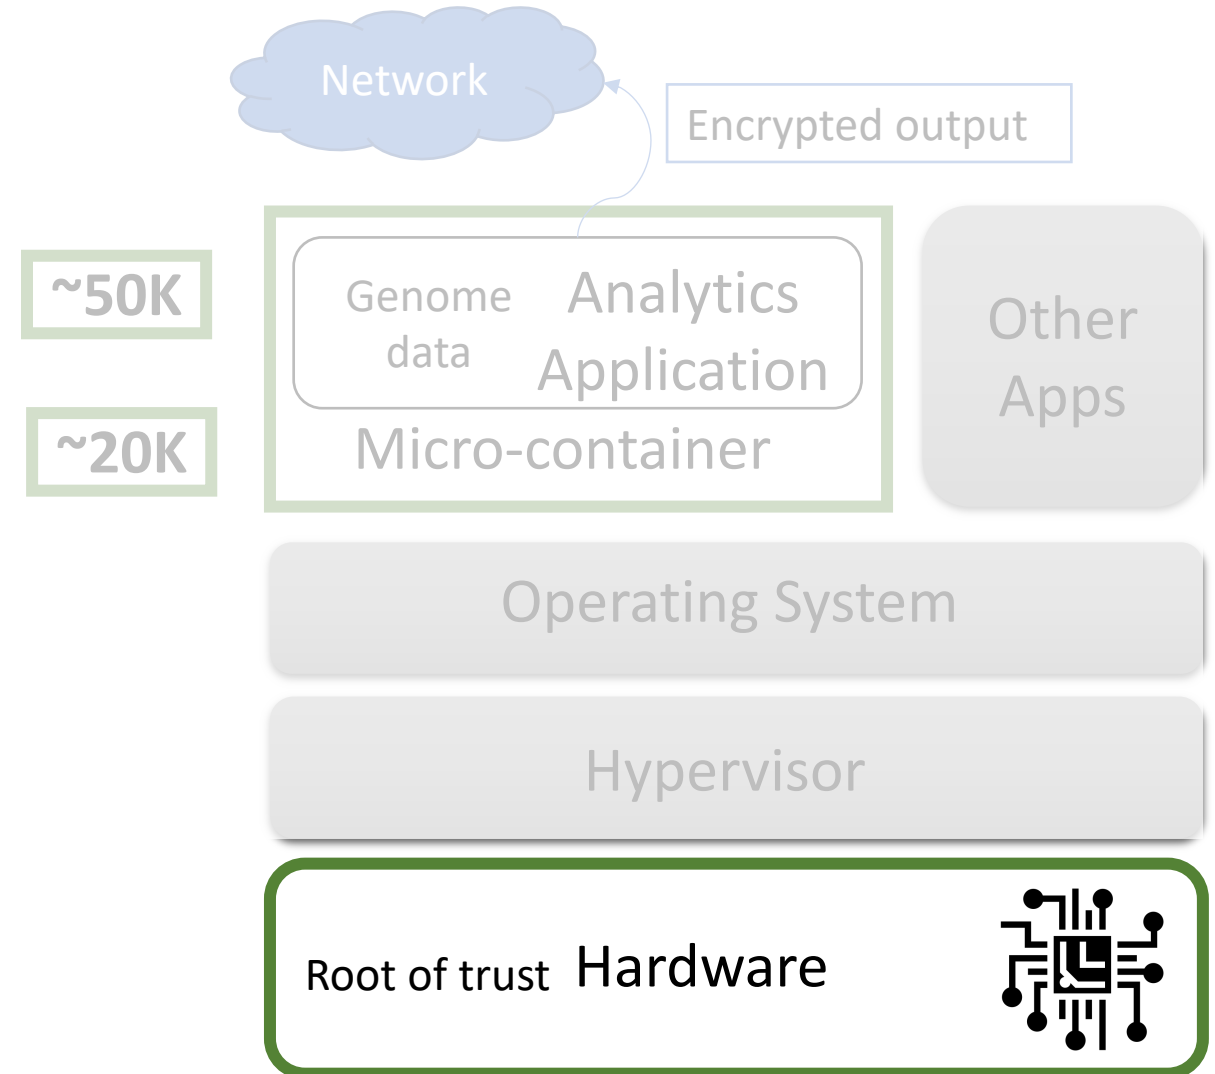 Network
Encrypted output
~50K
Genome
data
Analytics
Application
Other
Apps
~20K
Micro-container
Operating System
Hypervisor
Root of trust Hardware